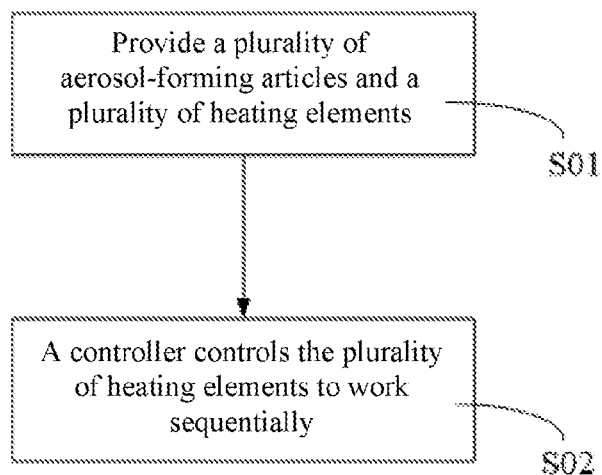 Provide a plurality of
aerosol-forming articles and a
plurality of heating elements
S01
A controller controls the plurality
of heating elements to work
sequentially
S02